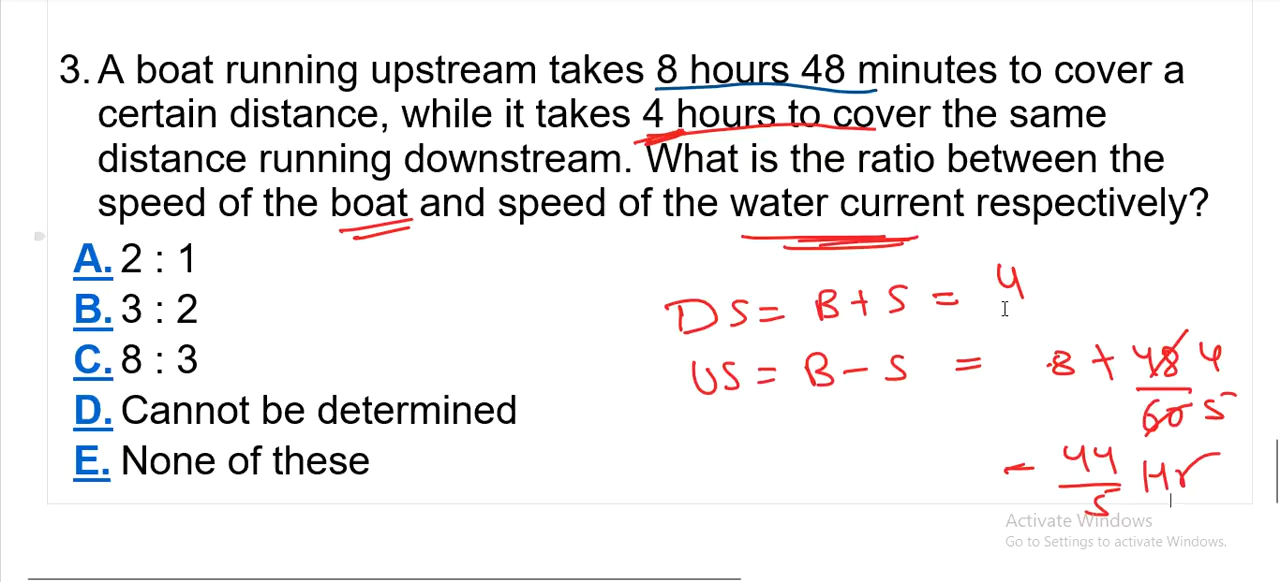 3. A boat running upstream takes 8 hours 48 minutes to cover a
certain distance, while it takes 4 hours to cover the same
distance running downstream. What is the ratio between the
speed of the boat and speed of the water current respectively?
A. 2 : 1
B. 3 : 2
C. 8 : 3
D. Cannot be determined
E. None of these
DS = B + S = 4
US = B - S = 8 + 48/60 4/5
- 44/5 Hr
Activate Windows
Go to Settings to activate Windows.